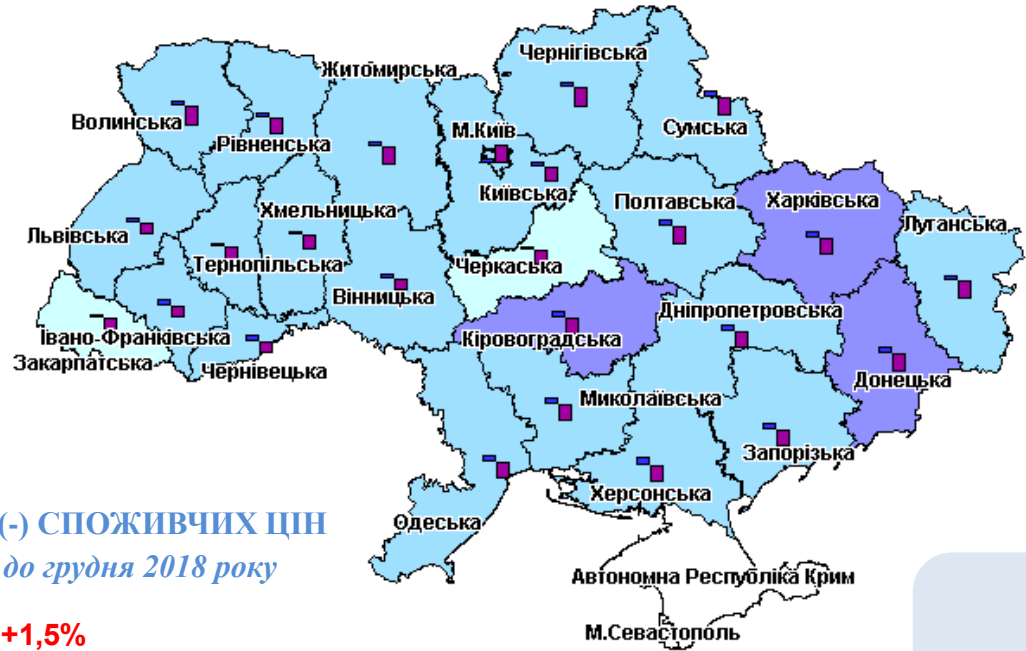 Чернігівська
Житомирська
Волинська
М.Київ
Сумська
Рівненська
Київська
Полтавська
Харківська
Хмельницька
Луганська
Львівська
Тернопільська
Черкаська
Вінницька
Дніпропетровська
Івано-Франківська
Кіровоградська
Закарпатська
Чернівецька
Донецька
Миколаївська
Запорізька
Херсонська
(-) СПОЖИВЧИХ ЦІН
Одеська
до грудня 2018 року
Автономна Республіка Крим
+1,5%
М.Севастополь